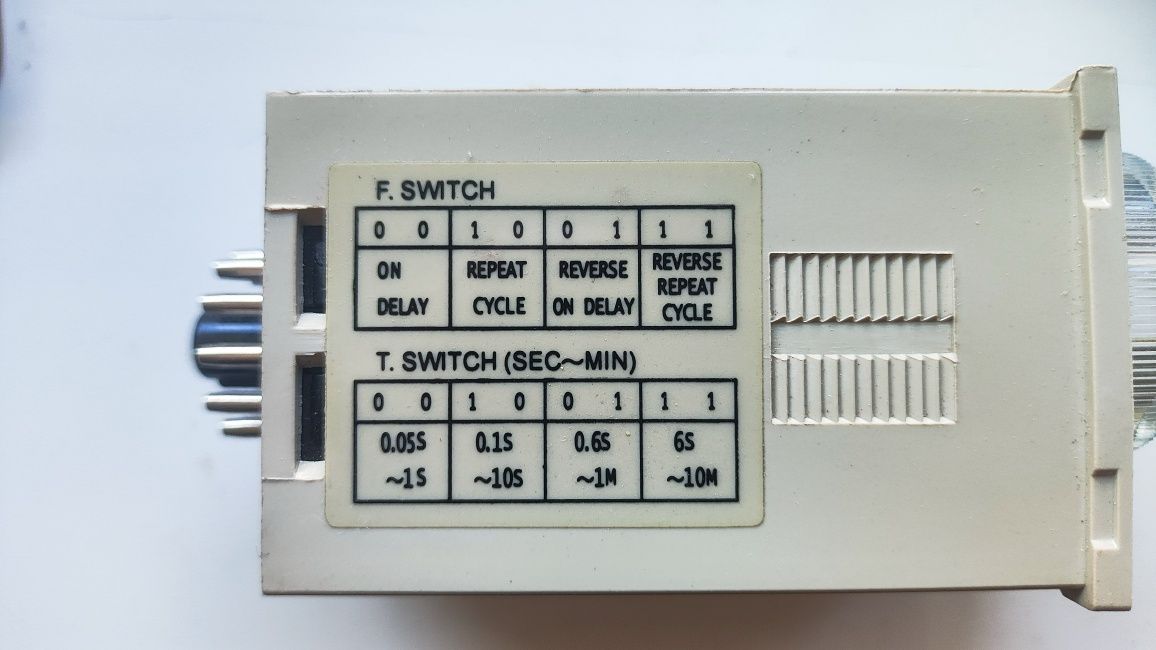 F. SWITCH
0 0 1 0 0 1 1 1
ON DELAY
REPEAT CYCLE
REVERSE ON DELAY
REVERSE REPEAT CYCLE
T. SWITCH (SEC～MIN)
0 0 1 0 0 1 1 1
0.05S ～1S
0.1S ～10S
0.6S ～1M
6S ～10M